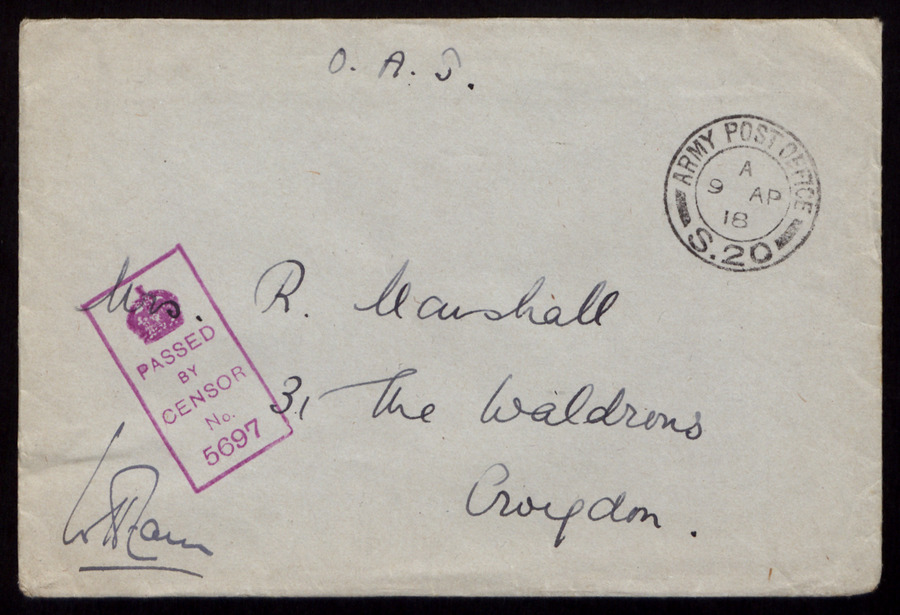 O. A. S.
ARMY POST OFFICE
A
9 AP
18
S.20
Mrs. R. Marshall
31 The Waldrons
Croydon.
PASSED
BY
CENSOR
No.
5697